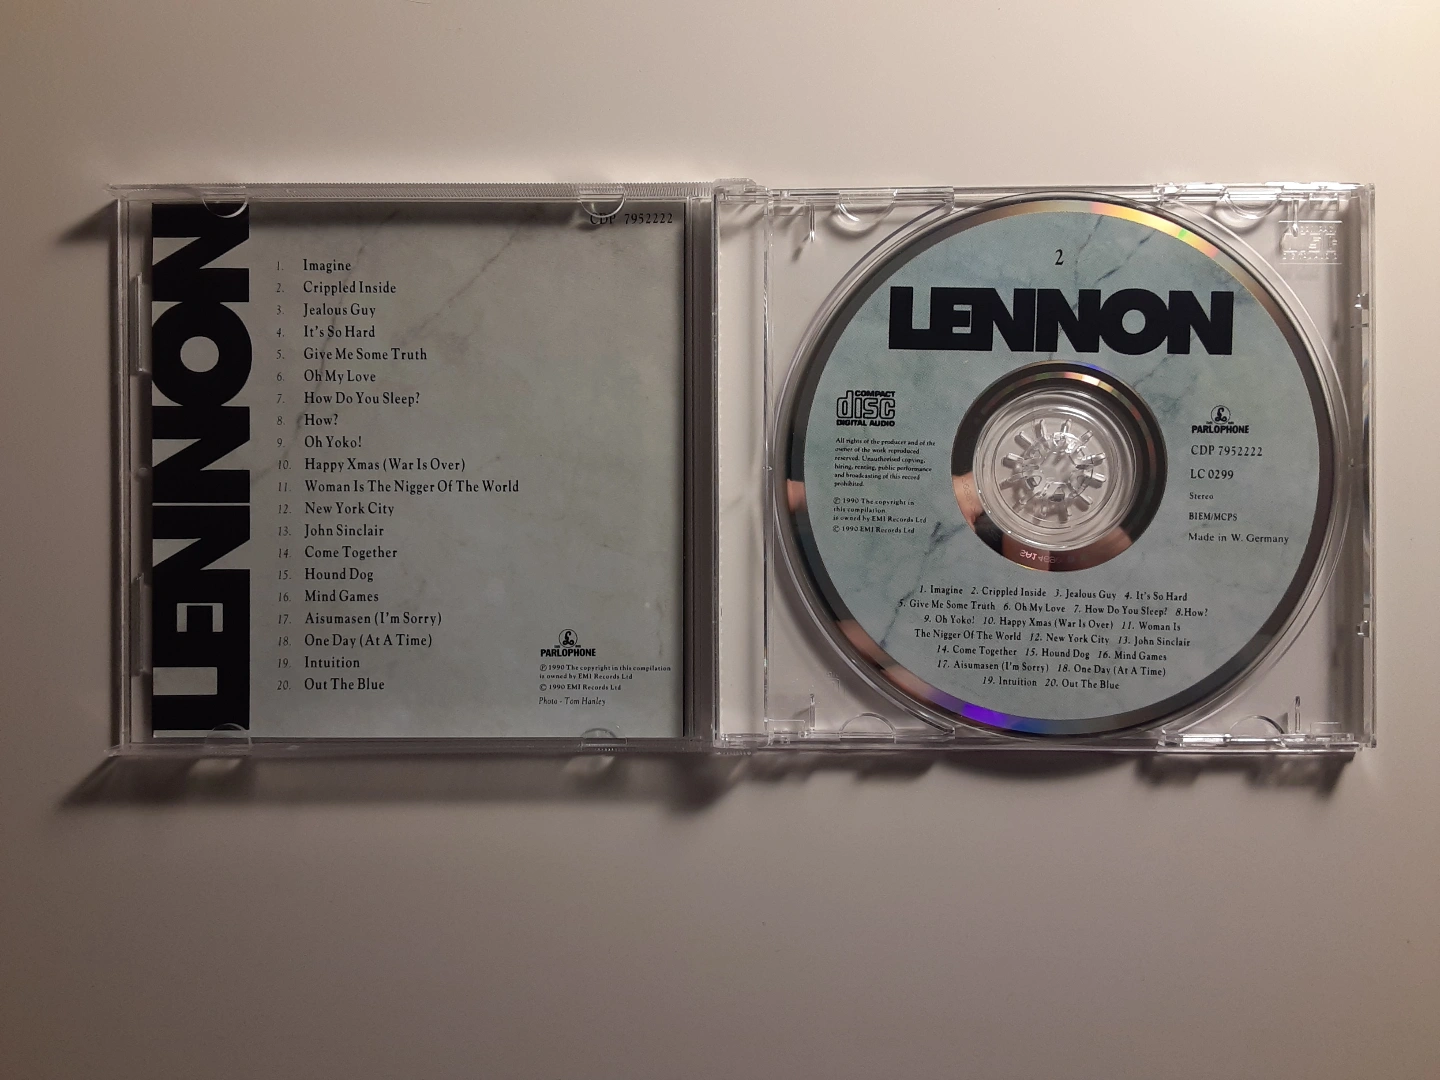 LENNON
CDP 7952222
1. Imagine
2. Crippled Inside
3. Jealous Guy
4. It's So Hard
5. Give Me Some Truth
6. Oh My Love
7. How Do You Sleep?
8. How?
9. Oh Yoko!
10. Happy Xmas (War Is Over)
11. Woman Is The Nigger Of The World
12. New York City
13. John Sinclair
14. Come Together
15. Hound Dog
16. Mind Games
17. Aisumasen (I'm Sorry)
18. One Day (At A Time)
19. Intuition
20. Out The Blue
PARLOPHONE
℗ 1990 The copyright in this compilation
is owned by EMI Records Ltd
© 1990 EMI Records Ltd
Photo - Tom Hanley
2
LENNON
COMPACT
disc
DIGITAL AUDIO
All rights of the producer and of the
owner of the work reproduced
reserved. Unauthorised copying,
hiring, renting, public performance
and broadcasting of this record
prohibited.
℗ 1990 The copyright in
this compilation
is owned by EMI Records Ltd
© 1990 EMI Records Ltd
PARLOPHONE
CDP 7952222
LC 0299
Stereo
BIEM/MCPS
Made in W. Germany
1. Imagine 2. Crippled Inside 3. Jealous Guy 4. It's So Hard
5. Give Me Some Truth 6. Oh My Love 7. How Do You Sleep? 8.How?
9. Oh Yoko! 10. Happy Xmas (War Is Over) 11. Woman Is
The Nigger Of The World 12. New York City 13. John Sinclair
14. Come Together 15. Hound Dog 16. Mind Games
17. Aisumasen (I'm Sorry) 18. One Day (At A Time)
19. Intuition 20. Out The Blue